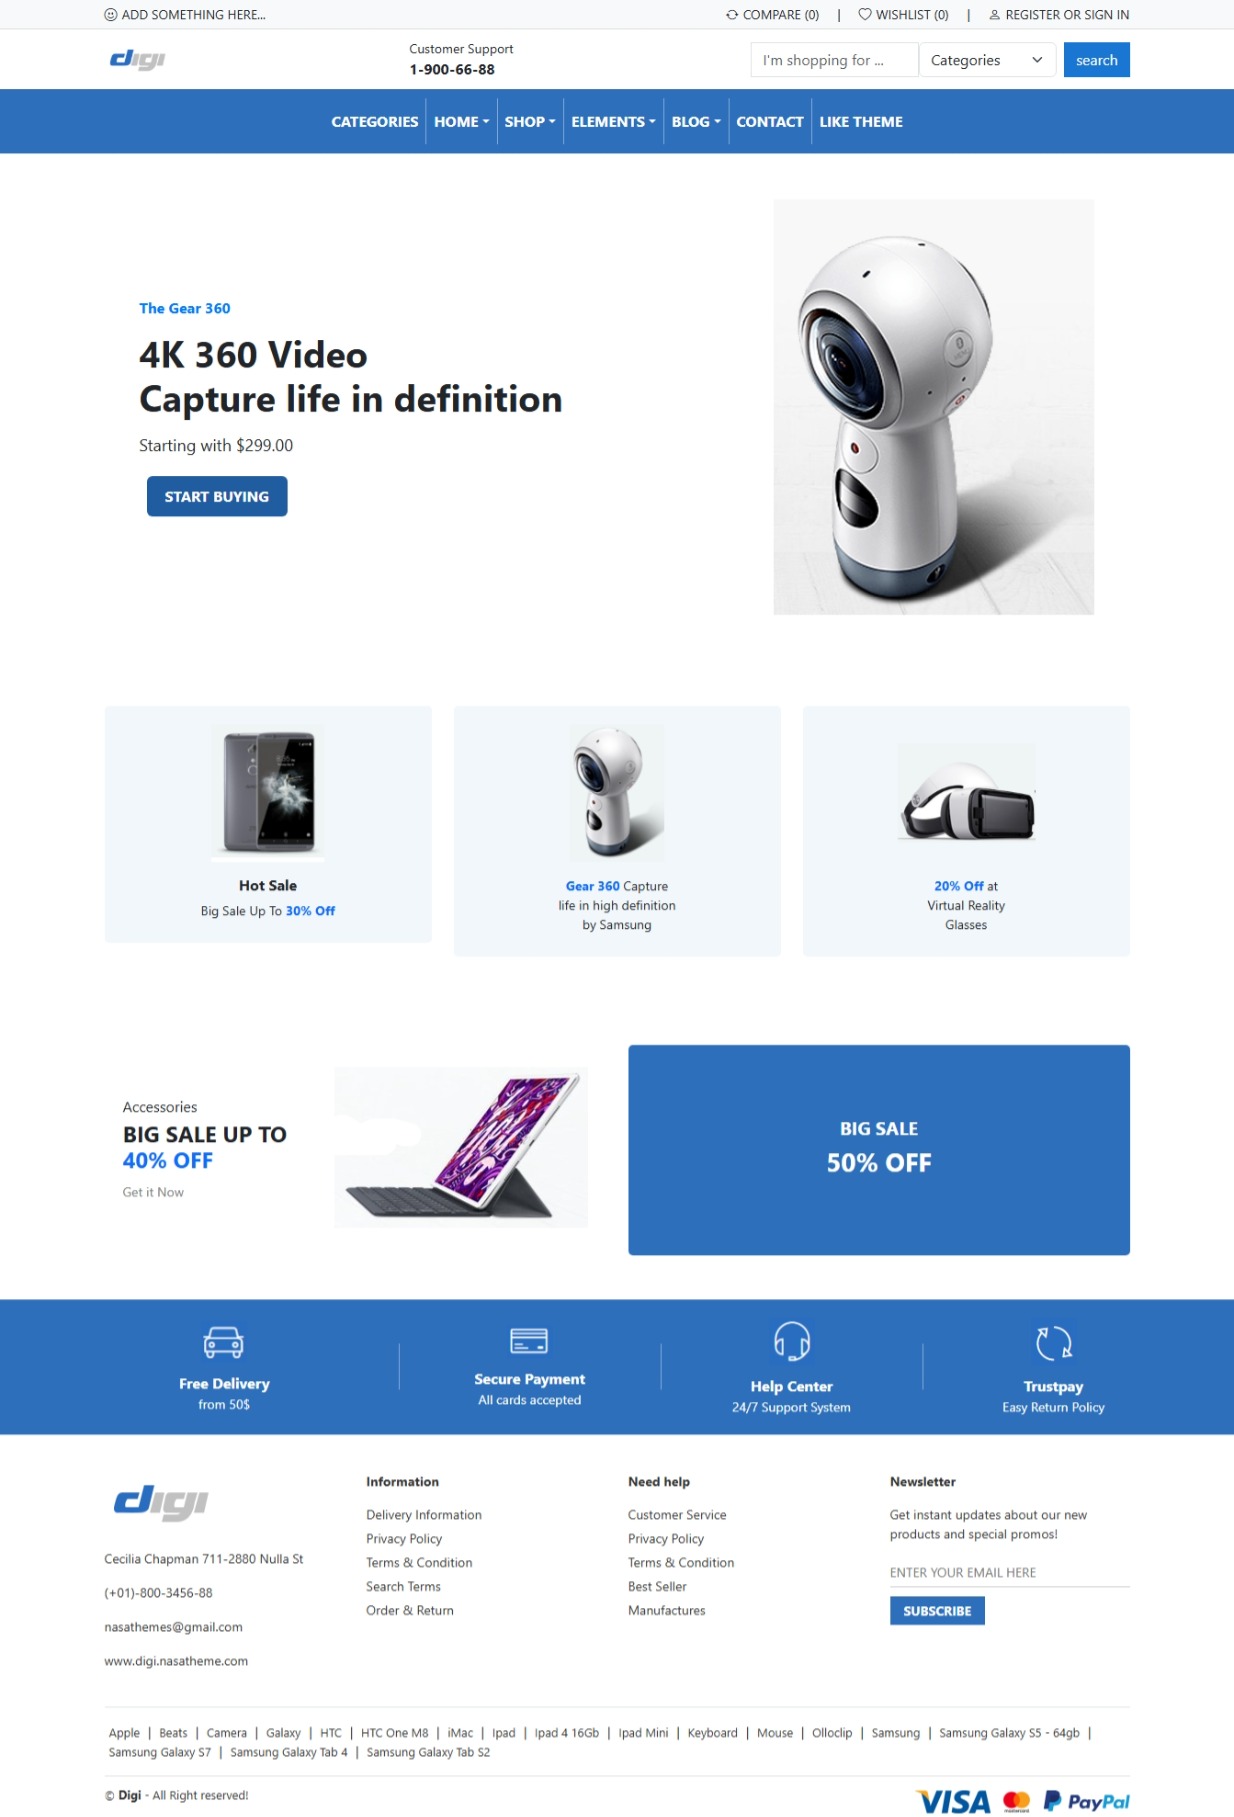 ADD SOMETHING HERE...
COMPARE (0) | WISHLIST (0) | REGISTER OR SIGN IN
digi
Customer Support
1-900-66-88
I'm shopping for ...
Categories
search
CATEGORIES HOME SHOP ELEMENTS BLOG CONTACT LIKE THEME
The Gear 360
4K 360 Video
Capture life in definition
Starting with $299.00
START BUYING
Hot Sale
Big Sale Up To 30% Off
Gear 360 Capture
life in high definition
by Samsung
20% Off at
Virtual Reality
Glasses
Accessories
BIG SALE UP TO
40% OFF
Get it Now
BIG SALE
50% OFF
Free Delivery
from 50$
Secure Payment
All cards accepted
Help Center
24/7 Support System
Trustpay
Easy Return Policy
digi
Cecilia Chapman 711-2880 Nulla St
(+01)-800-3456-88
nasathemes@gmail.com
www.digi.nasatheme.com
Information
Delivery Information
Privacy Policy
Terms & Condition
Search Terms
Order & Return
Need help
Customer Service
Privacy Policy
Terms & Condition
Best Seller
Manufactures
Newsletter
Get instant updates about our new
products and special promos!
ENTER YOUR EMAIL HERE
SUBSCRIBE
Apple | Beats | Camera | Galaxy | HTC | HTC One M8 | iMac | Ipad | Ipad 4 16Gb | Ipad Mini | Keyboard | Mouse | Olloclip | Samsung | Samsung Galaxy S5 - 64gb |
Samsung Galaxy S7 | Samsung Galaxy Tab 4 | Samsung Galaxy Tab S2
© Digi - All Right reserved!
VISA mastercard PayPal